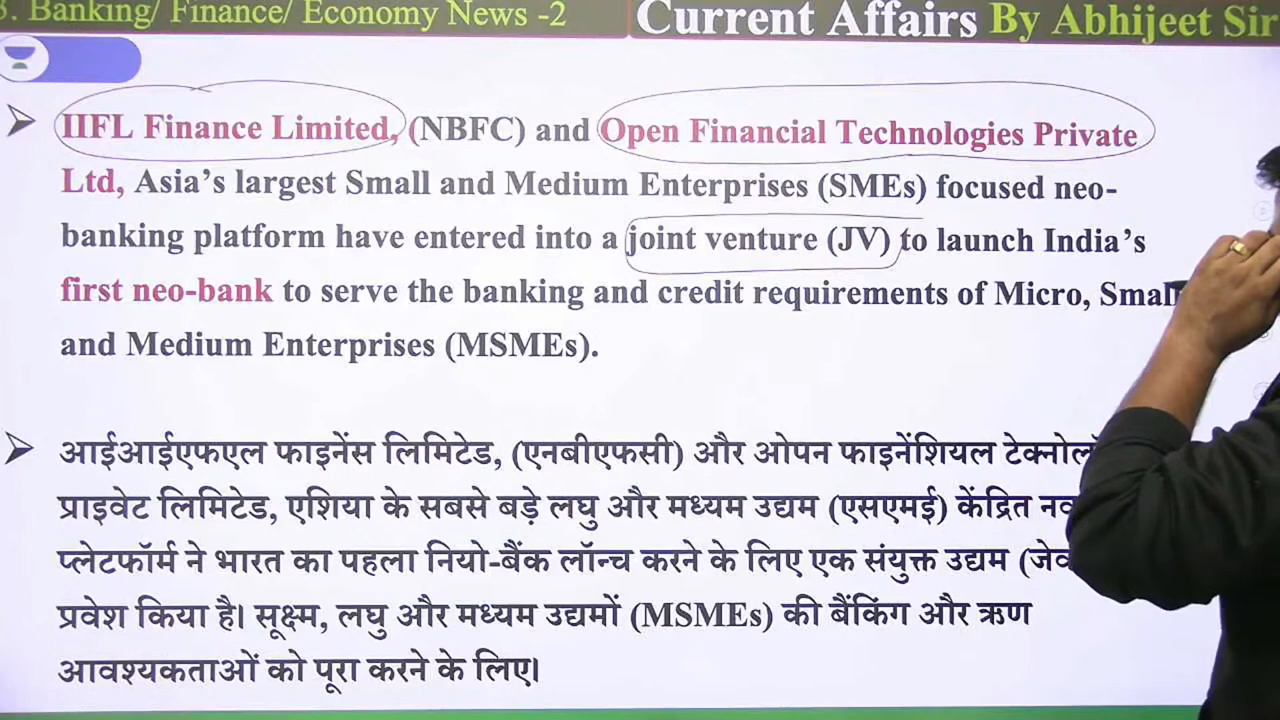 3. Banking/ Finance/ Economy News -2
Current Affairs By Abhijeet Sir
IIFL Finance Limited, (NBFC) and Open Financial Technologies Private
Ltd, Asia's largest Small and Medium Enterprises (SMEs) focused neo-
banking platform have entered into a joint venture (JV) to launch India's
first neo-bank to serve the banking and credit requirements of Micro, Small
and Medium Enterprises (MSMEs).
आईआईएफएल फाइनेंस लिमिटेड, (एनबीएफसी) और ओपन फाइनेंशियल
प्राइवेट लिमिटेड, एशिया के सबसे बड़े लघु और मध्यम उद्यम (एसएमई) केंद्रित
प्लेटफॉर्म ने भारत का पहला नियो-बैंक लॉन्च करने के लिए एक संयुक्त उद्यम
प्रवेश किया है। सूक्ष्म, लघु और मध्यम उद्यमों (MSMEs) की बैंकिंग और ऋण
आवश्यकताओं को पूरा करने के लिए।